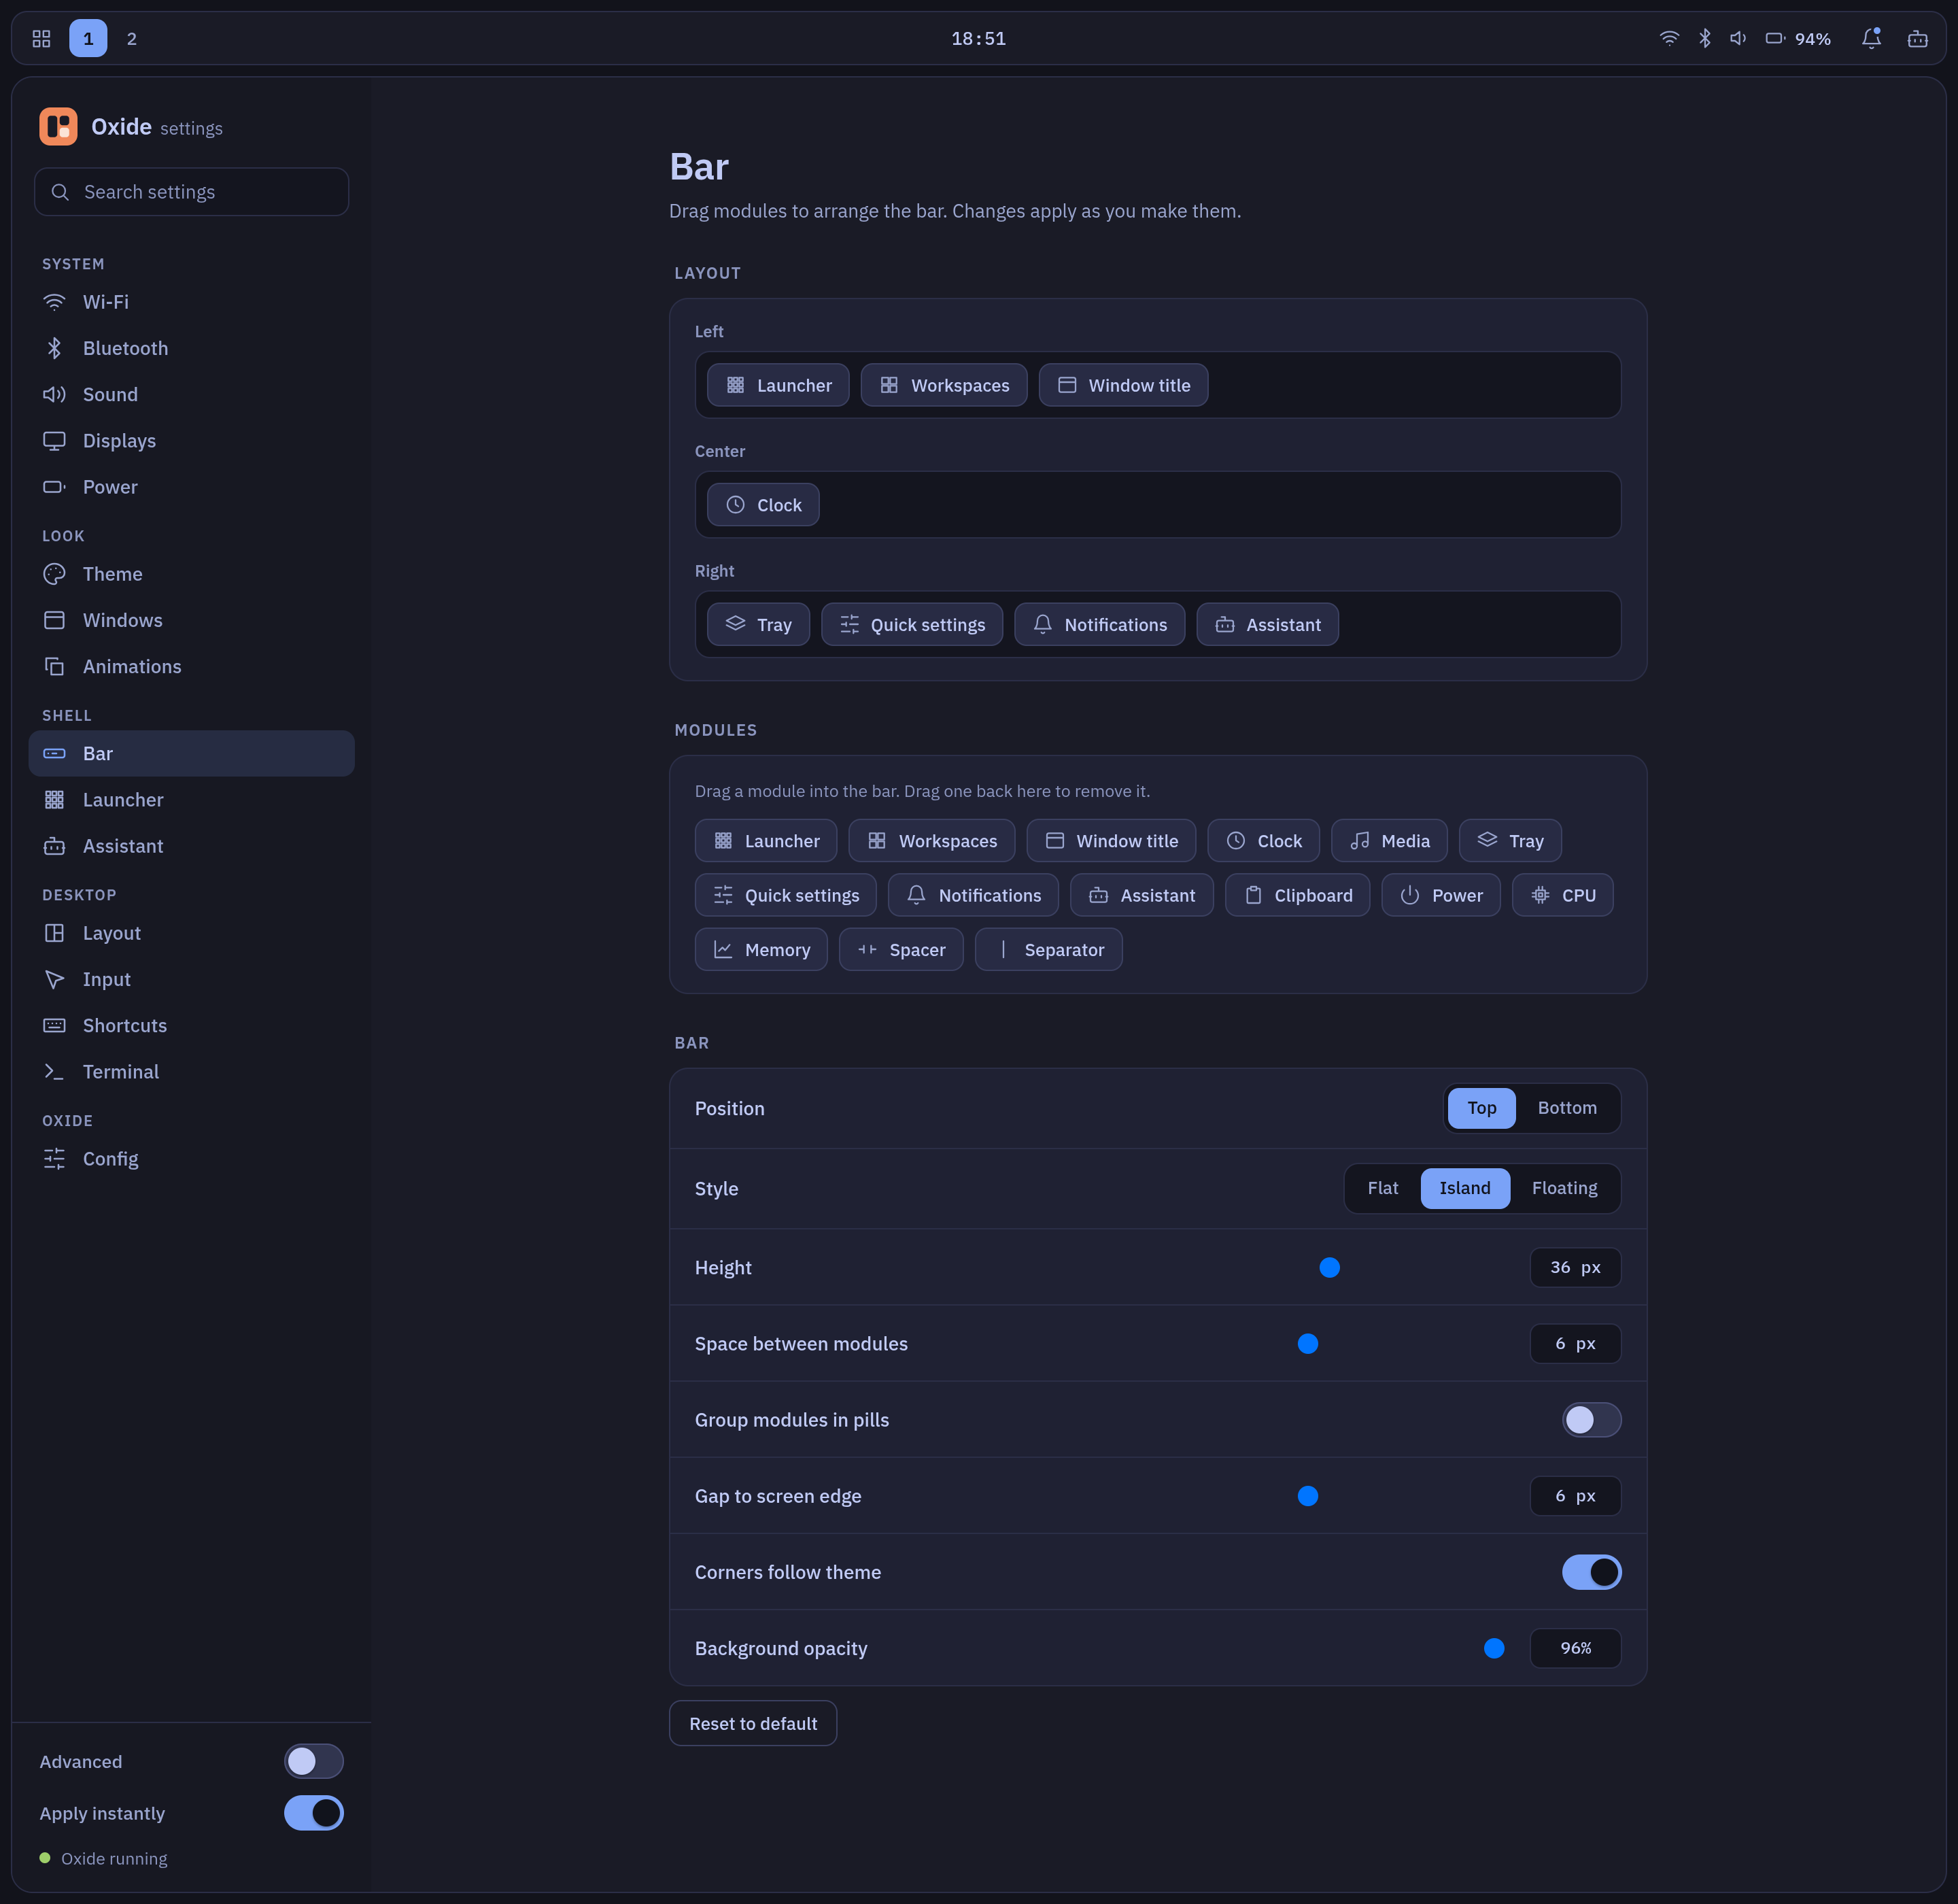 1 2 18:51 94%
Oxide settings
Search settings
SYSTEM
Wi-Fi
Bluetooth
Sound
Displays
Power
LOOK
Theme
Windows
Animations
SHELL
Bar
Launcher
Assistant
DESKTOP
Layout
Input
Shortcuts
Terminal
OXIDE
Config
Advanced
Apply instantly
Oxide running
Bar
Drag modules to arrange the bar. Changes apply as you make them.
LAYOUT
Left
Launcher Workspaces Window title
Center
Clock
Right
Tray Quick settings Notifications Assistant
MODULES
Drag a module into the bar. Drag one back here to remove it.
Launcher Workspaces Window title Clock Media Tray
Quick settings Notifications Assistant Clipboard Power CPU
Memory Spacer Separator
BAR
Position Top Bottom
Style Flat Island Floating
Height 36 px
Space between modules 6 px
Group modules in pills
Gap to screen edge 6 px
Corners follow theme
Background opacity 96%
Reset to default